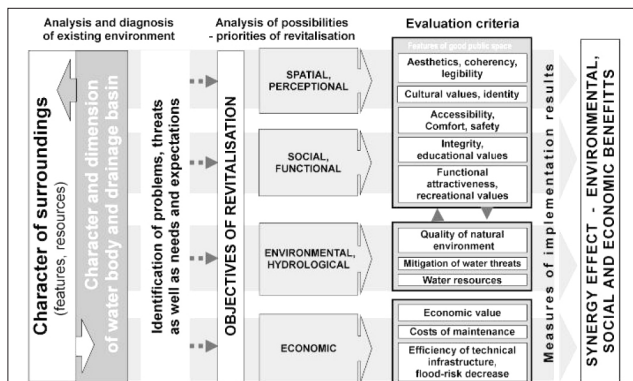 Analysis and diagnosis
of existing environment
Analysis of possibilities
- priorities of revitalisation
Evaluation criteria
Character of surroundings
(features, resources)
Character and dimension
of water body and drainage basin
Identification of problems, threats
as well as needs and expectations
OBJECTIVES OF REVITALISATION
SPATIAL,
PERCEPTIONAL
SOCIAL,
FUNCTIONAL
ENVIRONMENTAL,
HYDROLOGICAL
ECONOMIC
Features of good public space
Aesthetics, coherency,
legibility
Cultural values, identity
Accessibility,
Comfort, safety
Integrity,
educational values
Functional
attractiveness,
recreational values
Quality of natural
environment
Mitigation of water threats
Water resources
Economic value
Costs of maintenance
Efficiency of technical
infrastructure,
flood-risk decrease
Measures of implementation results
SYNERGY EFFECT - ENVIRONMENTAL,
SOCIAL AND ECONOMIC BENEFITTS